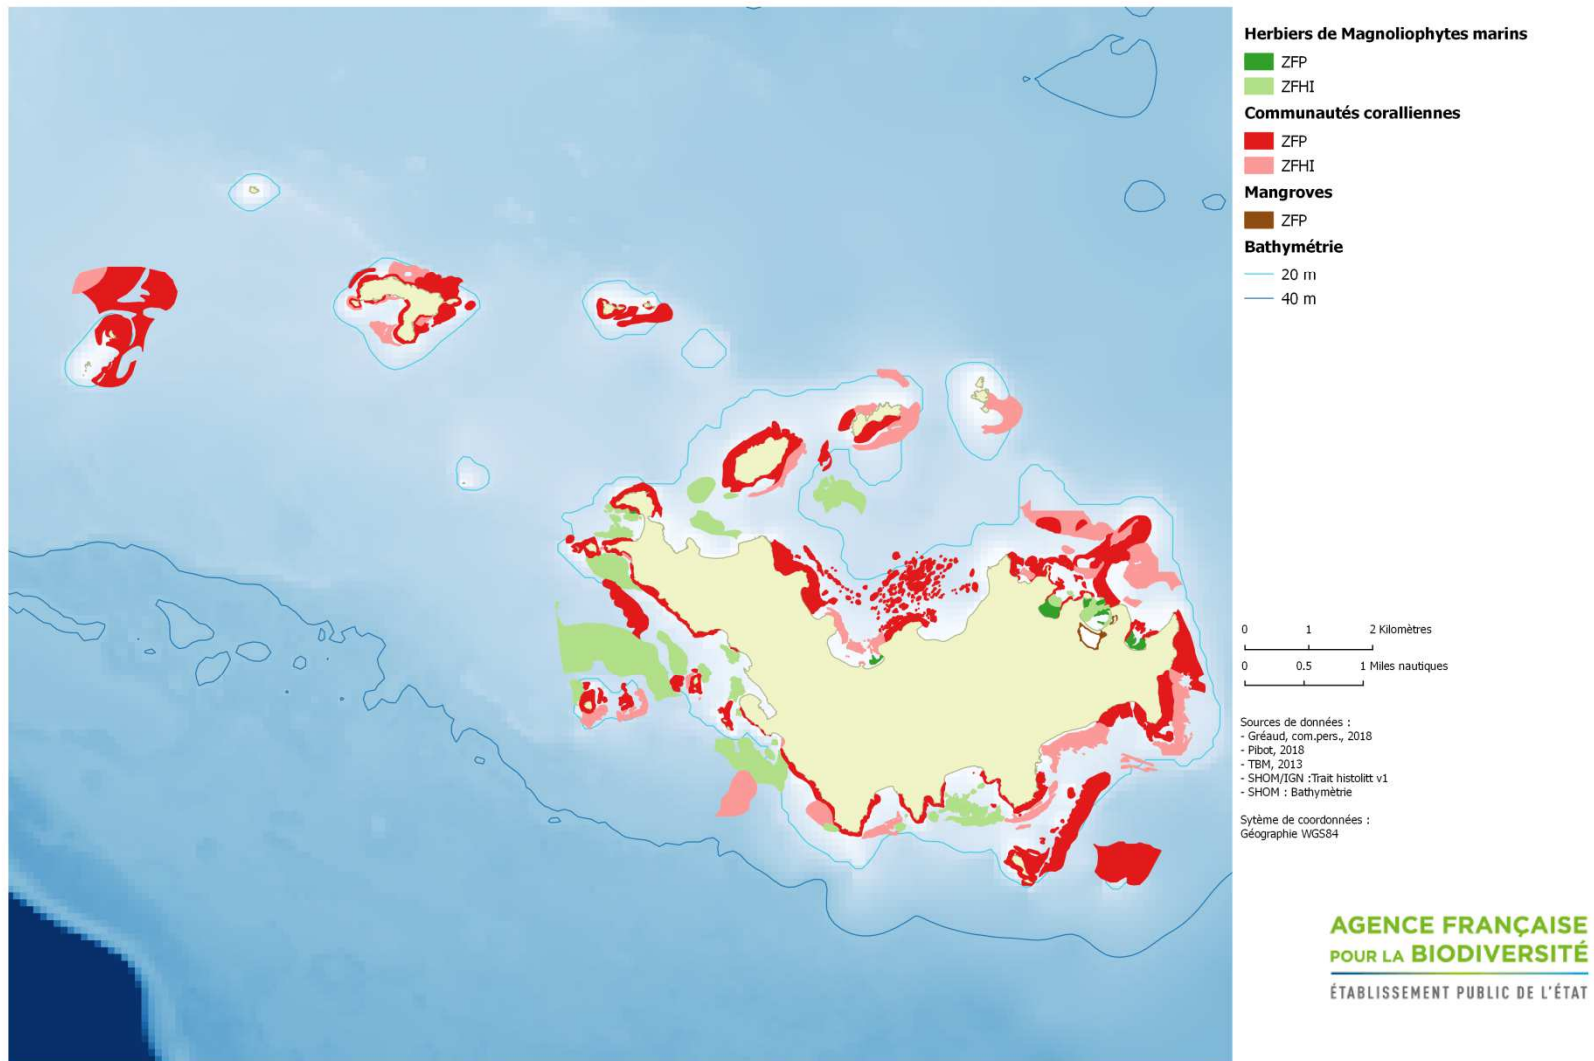 Herbiers de Magnoliophytes marins
ZFP
ZFHI
Communautés coralliennes
ZFP
ZFHI
Mangroves
ZFP
Bathymétrie
20 m
40 m
0 1 2 Kilomètres
0 0.5 1 Miles nautiques
Sources de données :
- Gréaud, com.pers., 2018
- Pibot, 2018
- TBM, 2013
- SHOM/IGN :Trait histolitt v1
- SHOM : Bathymètrie
Sytème de coordonnées :
Géographie WGS84
AGENCE FRANÇAISE
POUR LA BIODIVERSITÉ
ÉTABLISSEMENT PUBLIC DE L'ÉTAT